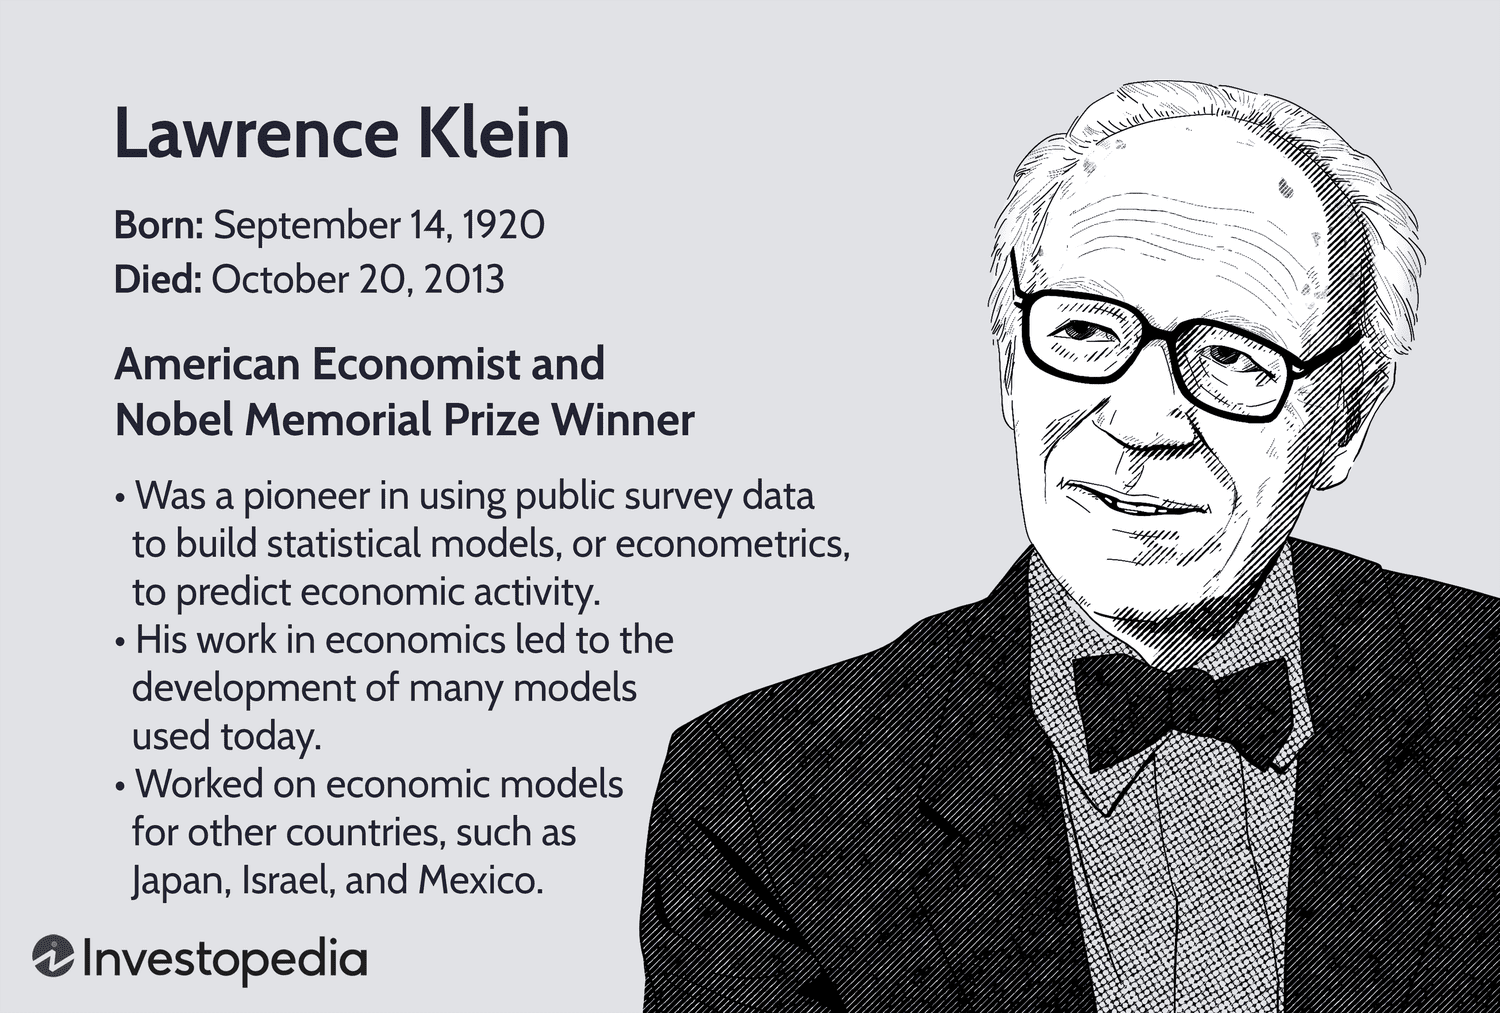 Lawrence Klein
Born: September 14, 1920
Died: October 20, 2013
American Economist and
Nobel Memorial Prize Winner
• Was a pioneer in using public survey data
to build statistical models, or econometrics,
to predict economic activity.
• His work in economics led to the
development of many models
used today.
• Worked on economic models
for other countries, such as
Japan, Israel, and Mexico.
Investopedia